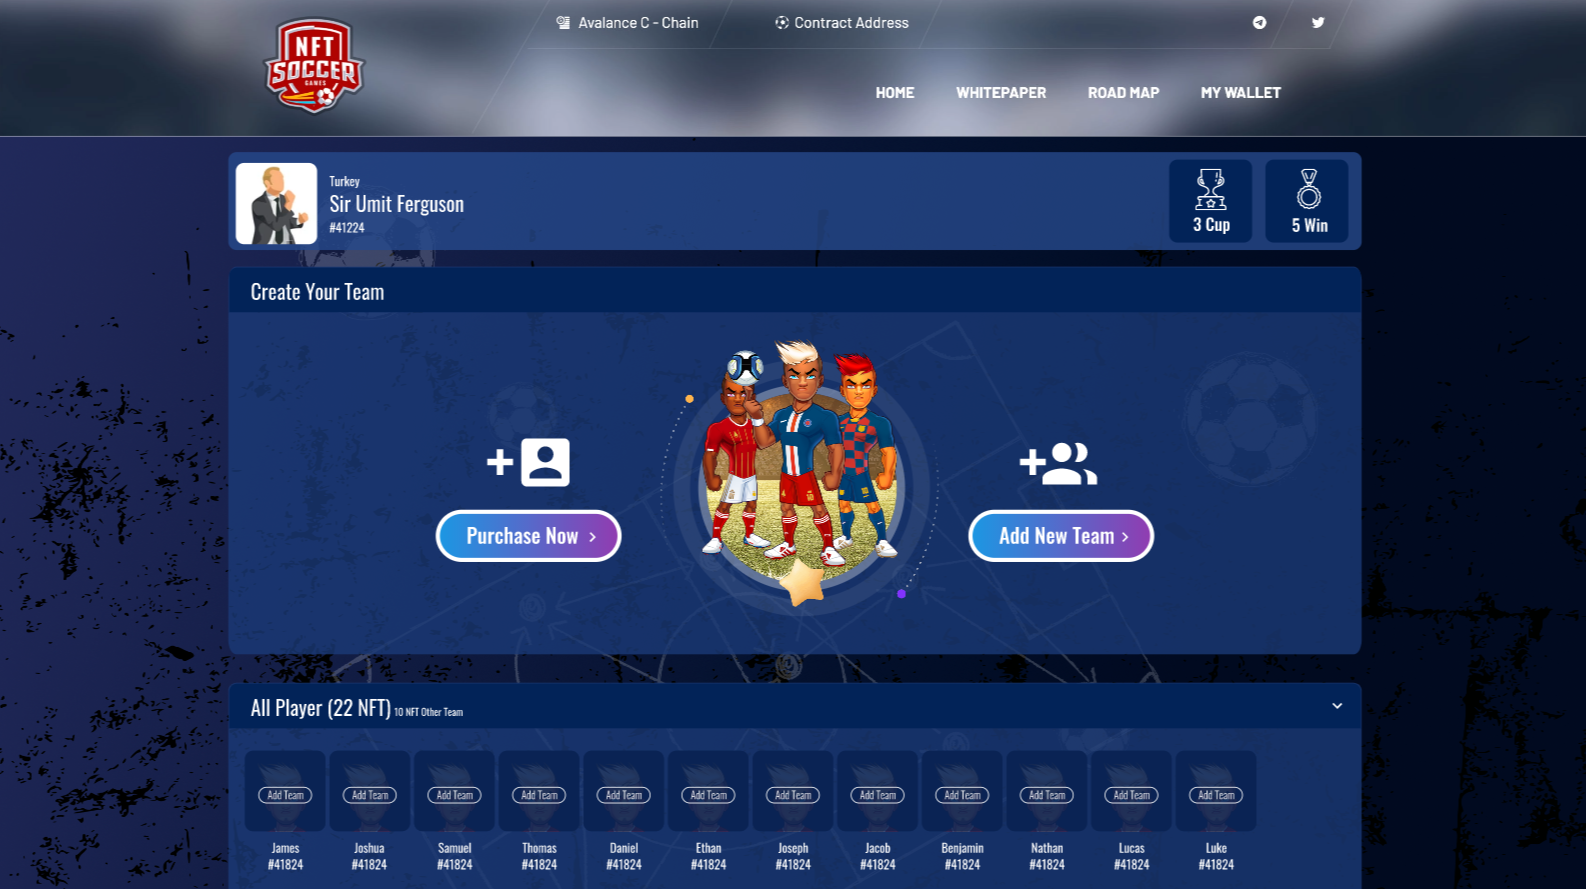 Avalance C - Chain
Contract Address
NFT
SOCCER
GAMES
HOME
WHITEPAPER
ROAD MAP
MY WALLET
Turkey
Sir Umit Ferguson
#41224
3 Cup
5 Win
Create Your Team
+
Purchase Now >
+
Add New Team >
All Player (22 NFT) 10 NFT Other Team
Add Team Add Team Add Team Add Team Add Team Add Team Add Team Add Team Add Team Add Team Add Team Add Team
James Joshua Samuel Thomas Daniel Ethan Joseph Jacob Benjamin Nathan Lucas Luke
#41824 #41824 #41824 #41824 #41824 #41824 #41824 #41824 #41824 #41824 #41824 #41824